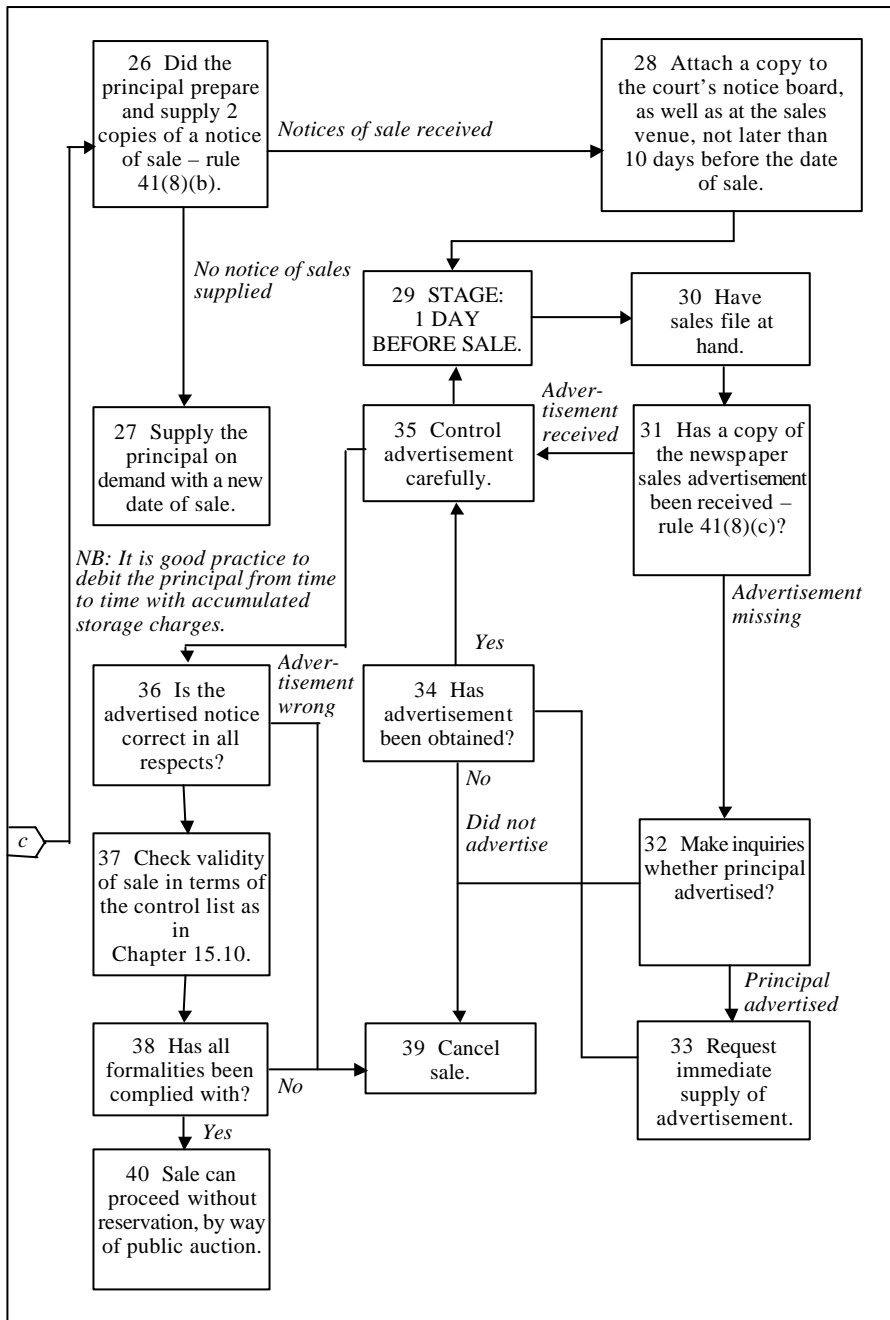 26 Did the
principal prepare
and supply 2
copies of a notice
of sale – rule
41(8)(b).
Notices of sale received
28 Attach a copy to
the court's notice board,
as well as at the sales
venue, not later than
10 days before the date
of sale.
No notice of sales
supplied
29 STAGE:
1 DAY
BEFORE SALE.
30 Have
sales file at
hand.
27 Supply the
principal on
demand with a new
date of sale.
35 Control
advertisement
carefully.
Adver-
tisement
received
31 Has a copy of
the newspaper
sales advertisement
been received –
rule 41(8)(c)?
NB: It is good practice to
debit the principal from time
to time with accumulated
storage charges.
Advertisement
missing
Yes
36 Is the
advertised notice
correct in all
respects?
Adver-
tisement
wrong
34 Has
advertisement
been obtained?
No
Did not
advertise
c
37 Check validity
of sale in terms of
the control list as
in
Chapter 15.10.
32 Make inquiries
whether principal
advertised?
Principal
advertised
38 Has all
formalities been
complied with?
No
39 Cancel
sale.
33 Request
immediate
supply of
advertisement.
Yes
40 Sale can
proceed without
reservation, by way
of public auction.